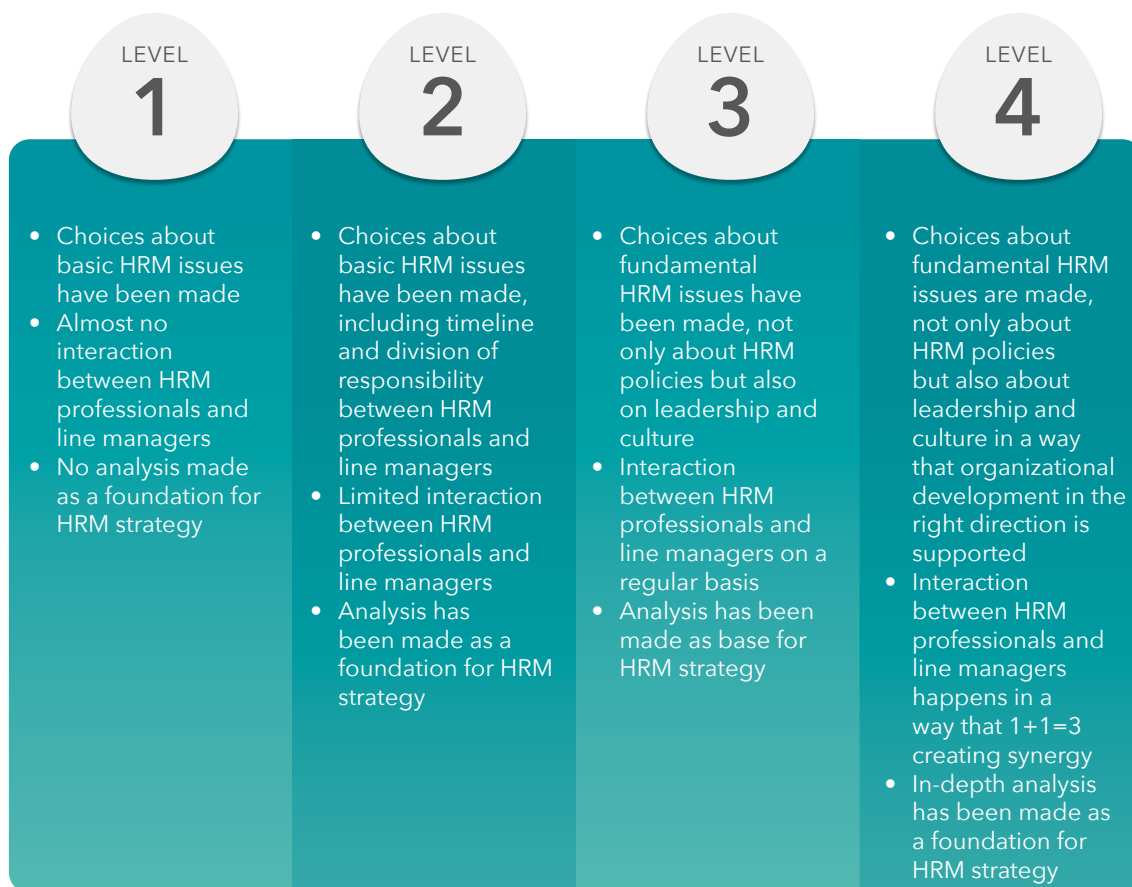 LEVEL
1
• Choices about
basic HRM issues
have been made
• Almost no
interaction
between HRM
professionals and
line managers
• No analysis made
as a foundation for
HRM strategy
LEVEL
2
• Choices about
basic HRM issues
have been made,
including timeline
and division of
responsibility
between HRM
professionals and
line managers
• Limited interaction
between HRM
professionals and
line managers
• Analysis has
been made as a
foundation for HRM
strategy
LEVEL
3
• Choices about
fundamental
HRM issues have
been made, not
only about HRM
policies but also
on leadership and
culture
• Interaction
between HRM
professionals and
line managers on a
regular basis
• Analysis has been
made as base for
HRM strategy
LEVEL
4
• Choices about
fundamental HRM
issues are made,
not only about
HRM policies
but also about
leadership and
culture in a way
that organizational
development in the
right direction is
supported
• Interaction
between HRM
professionals and
line managers
happens in a
way that 1+1=3
creating synergy
• In-depth analysis
has been made as
a foundation for
HRM strategy